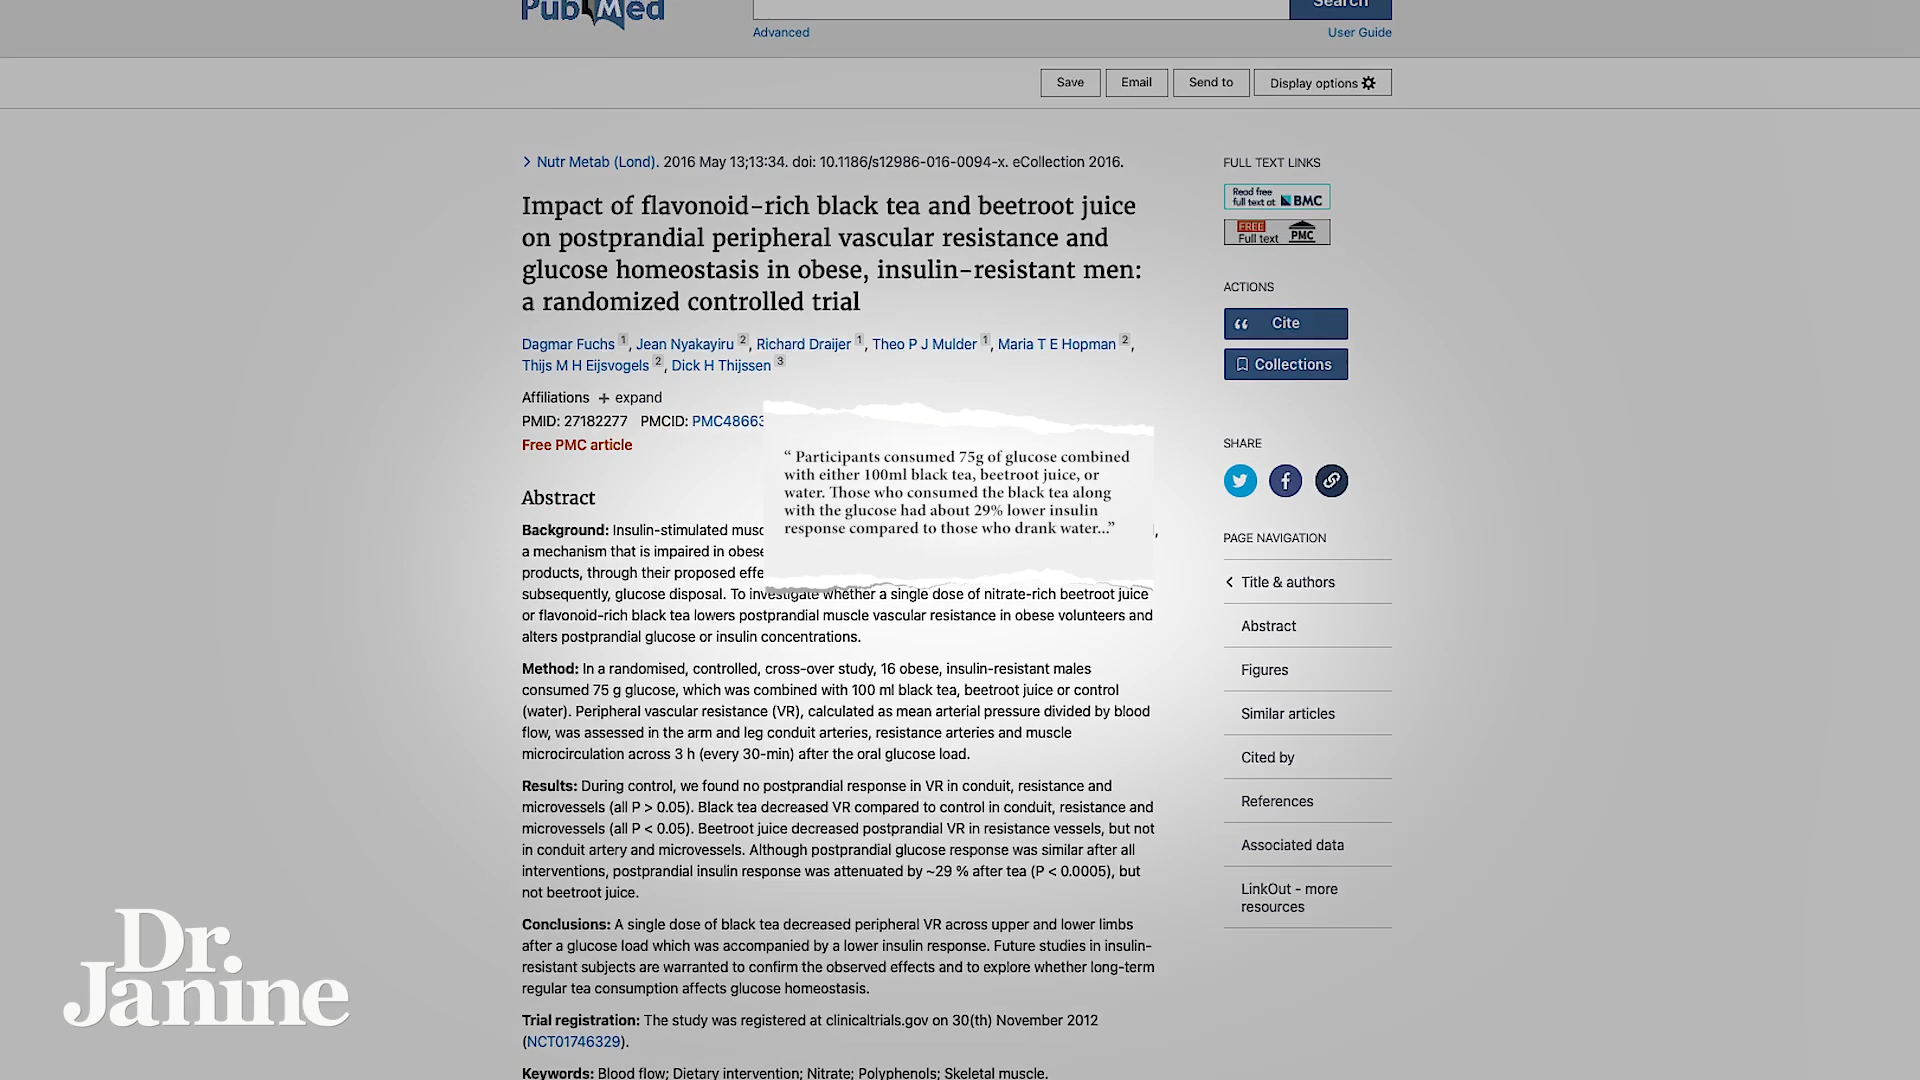 PubMed
Search
Advanced
User Guide
Save
Email
Send to
Display options
Nutr Metab (Lond). 2016 May 13;13:34. doi: 10.1186/s12986-016-0094-x. eCollection 2016.
Impact of flavonoid-rich black tea and beetroot juice
on postprandial peripheral vascular resistance and
glucose homeostasis in obese, insulin-resistant men:
a randomized controlled trial
Dagmar Fuchs 1, Jean Nyakayiru 2, Richard Draijer 1, Theo P J Mulder 1, Maria T E Hopman 2,
Thijs M H Eijsvogels 2, Dick H Thijssen 3
Affiliations + expand
PMID: 27182277 PMCID: PMC48663
Free PMC article
“ Participants consumed 75g of glucose combined
with either 100ml black tea, beetroot juice, or
water. Those who consumed the black tea along
with the glucose had about 29% lower insulin
response compared to those who drank water...”
Abstract
Background: Insulin-stimulated
a mechanism that is impaired in obese
products, through their proposed
subsequently, glucose disposal. To investigate whether a single dose of nitrate-rich beetroot juice
or flavonoid-rich black tea lowers postprandial muscle vascular resistance in obese volunteers and
alters postprandial glucose or insulin concentrations.
Method: In a randomised, controlled, cross-over study, 16 obese, insulin-resistant males
consumed 75 g glucose, which was combined with 100 ml black tea, beetroot juice or control
(water). Peripheral vascular resistance (VR), calculated as mean arterial pressure divided by blood
flow, was assessed in the arm and leg conduit arteries, resistance arteries and muscle
microcirculation across 3 h (every 30-min) after the oral glucose load.
Results: During control, we found no postprandial response in VR in conduit, resistance and
microvessels (all P > 0.05). Black tea decreased VR compared to control in conduit, resistance and
microvessels (all P < 0.05). Beetroot juice decreased postprandial VR in resistance vessels, but not
in conduit artery and microvessels. Although postprandial glucose response was similar after all
interventions, postprandial insulin response was attenuated by ~29 % after tea (P < 0.0005), but
not beetroot juice.
Conclusions: A single dose of black tea decreased peripheral VR across upper and lower limbs
after a glucose load which was accompanied by a lower insulin response. Future studies in insulin-
resistant subjects are warranted to confirm the observed effects and to explore whether long-term
regular tea consumption affects glucose homeostasis.
Trial registration: The study was registered at clinicaltrials.gov on 30(th) November 2012
(NCT01746329).
Keywords: Blood flow; Dietary intervention; Nitrate; Polyphenols; Skeletal muscle.
FULL TEXT LINKS
Read free
full text at BMC
FREE
Full text PMC
ACTIONS
Cite
Collections
SHARE
PAGE NAVIGATION
Title & authors
Abstract
Figures
Similar articles
Cited by
References
Associated data
LinkOut - more
resources
Dr.
Janine